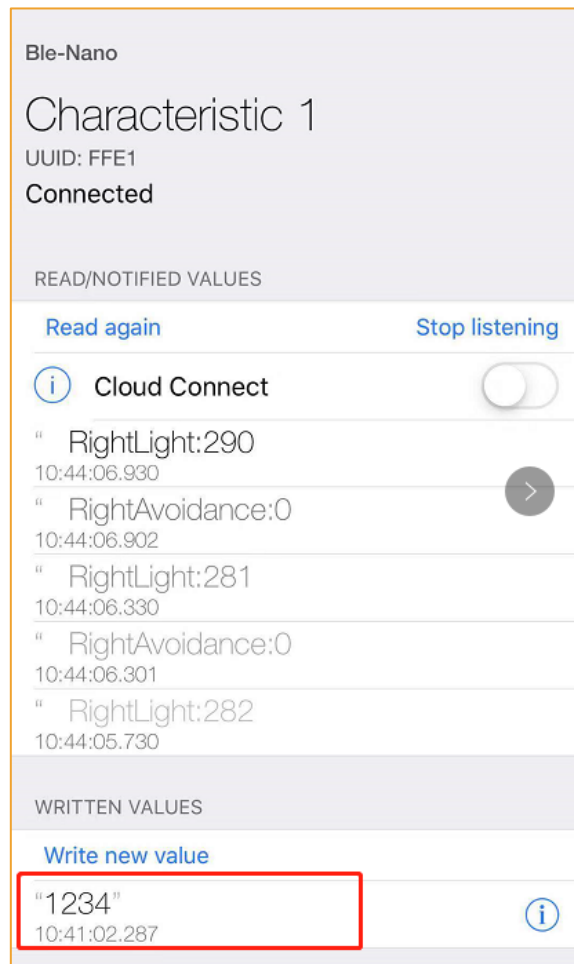 Ble-Nano
Characteristic 1
UUID: FFE1
Connected
READ/NOTIFIED VALUES
Read again Stop listening
i Cloud Connect
“ RightLight:290
10:44:06.930
“ RightAvoidance:0
10:44:06.902
“ RightLight:281
10:44:06.330
“ RightAvoidance:0
10:44:06.301
“ RightLight:282
10:44:05.730
WRITTEN VALUES
Write new value
“1234” i
10:41:02.287